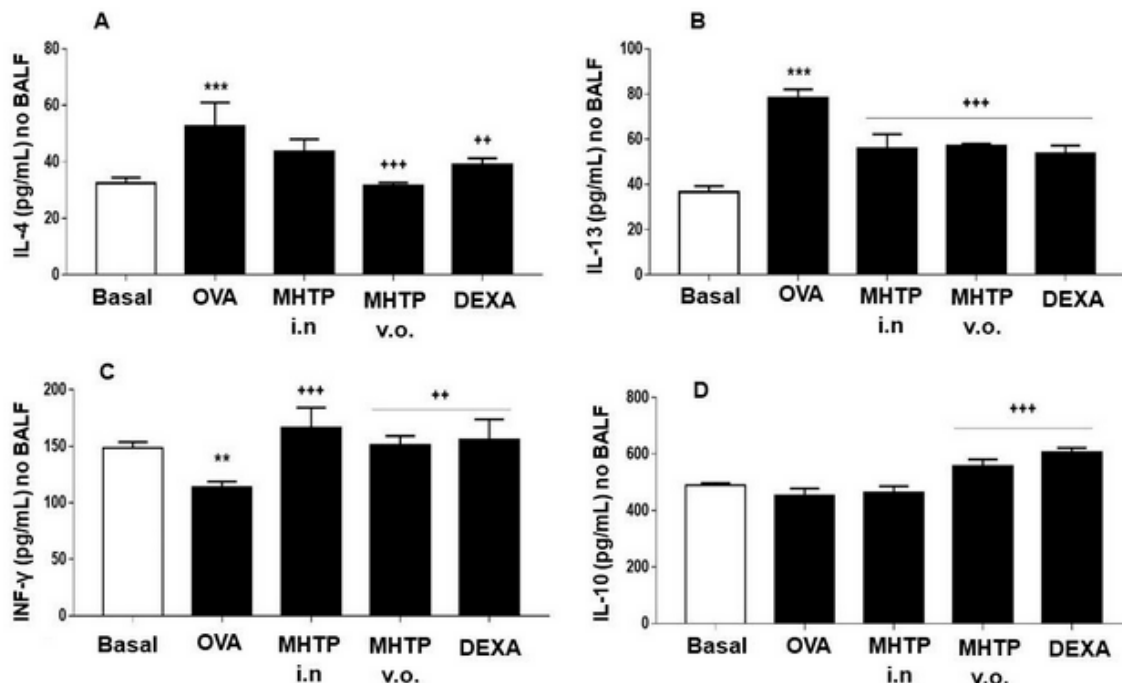 A
IL-4 (pg/mL) no BALF
80
60
40
20
0
***
++
+++
Basal
OVA
MHTP
i.n
MHTP
v.o.
DEXA
B
IL-13 (pg/mL) no BALF
100
80
60
40
20
0
***
+++
Basal
OVA
MHTP
i.n
MHTP
v.o.
DEXA
C
INF-γ (pg/mL) no BALF
200
150
100
50
0
+++
++
**
Basal
OVA
MHTP
i.n
MHTP
v.o.
DEXA
D
IL-10 (pg/mL) no BALF
800
600
400
200
0
+++
Basal
OVA
MHTP
i.n
MHTP
v.o.
DEXA